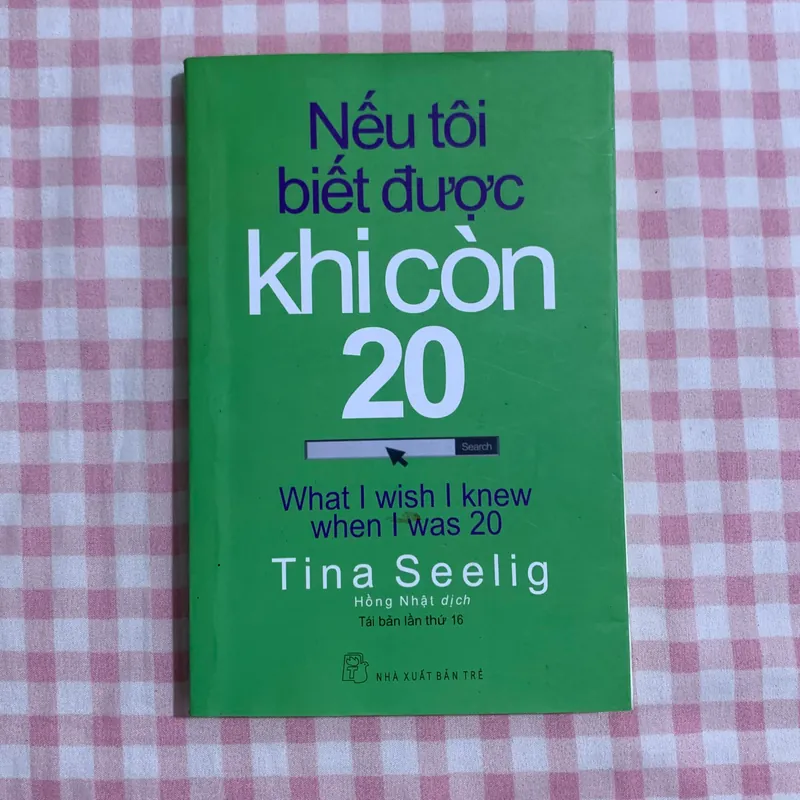 Nếu tôi
biết được
khi còn
20
Search
What I wish I knew
when I was 20
Tina Seelig
Hồng Nhật dịch
Tái bản lần thứ 16
NHÀ XUẤT BẢN TRẺ